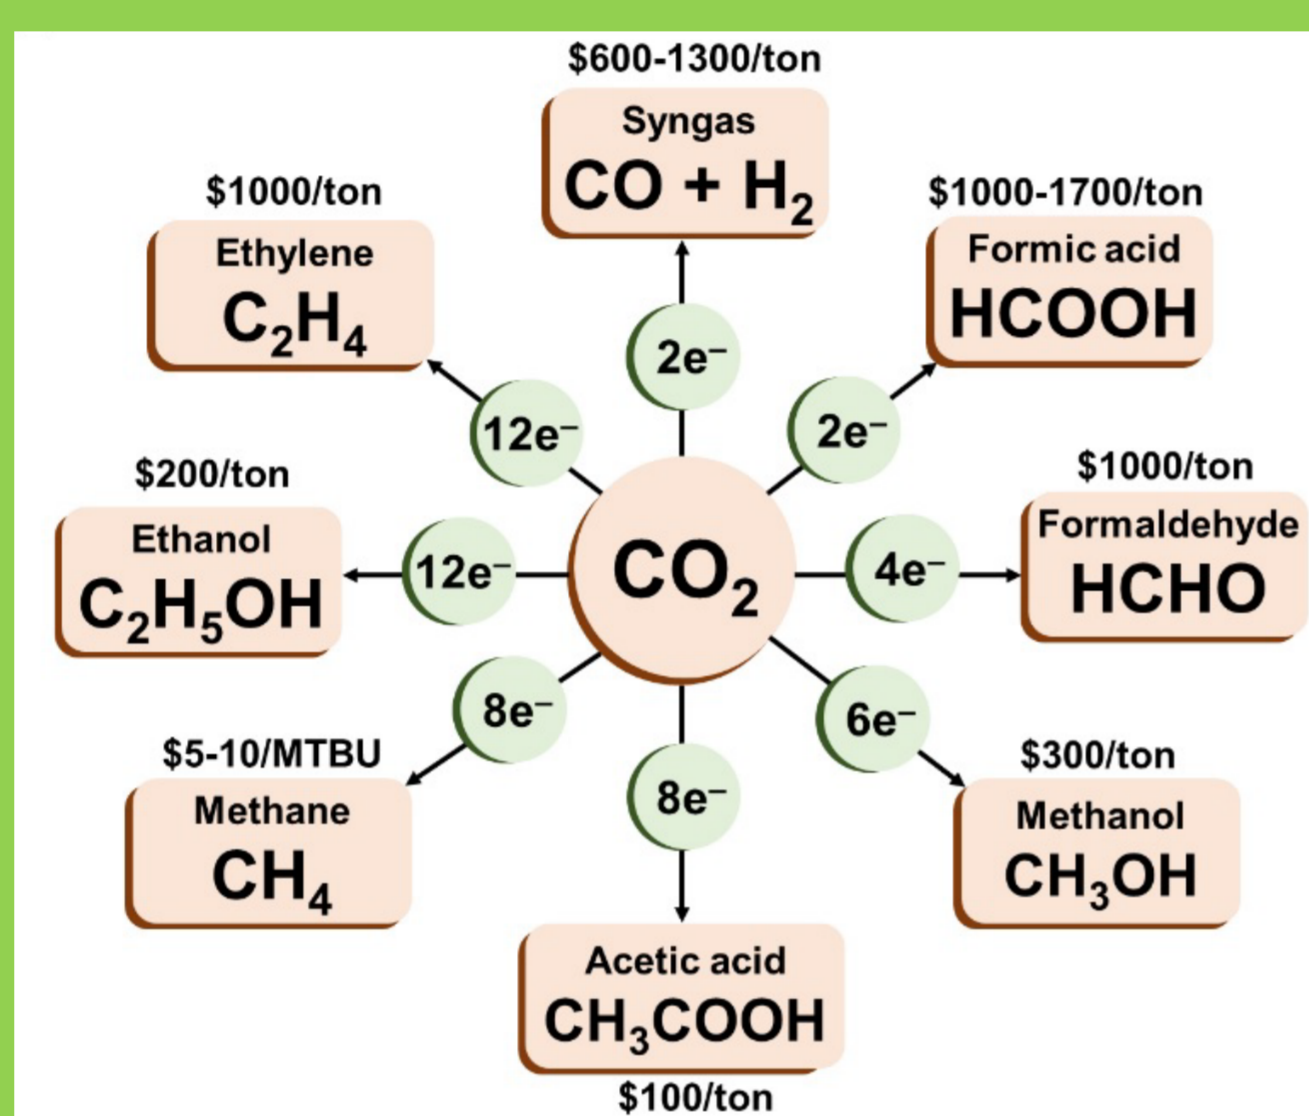 $600-1300/ton
Syngas
CO + H₂
$1000/ton
Ethylene
C₂H₄
$1000-1700/ton
Formic acid
HCOOH
2e⁻
12e⁻
2e⁻
$200/ton
Ethanol
C₂H₅OH
12e⁻
CO₂
4e⁻
$1000/ton
Formaldehyde
HCHO
8e⁻
6e⁻
$5-10/MTBU
Methane
CH₄
8e⁻
$300/ton
Methanol
CH₃OH
Acetic acid
CH₃COOH
$100/ton